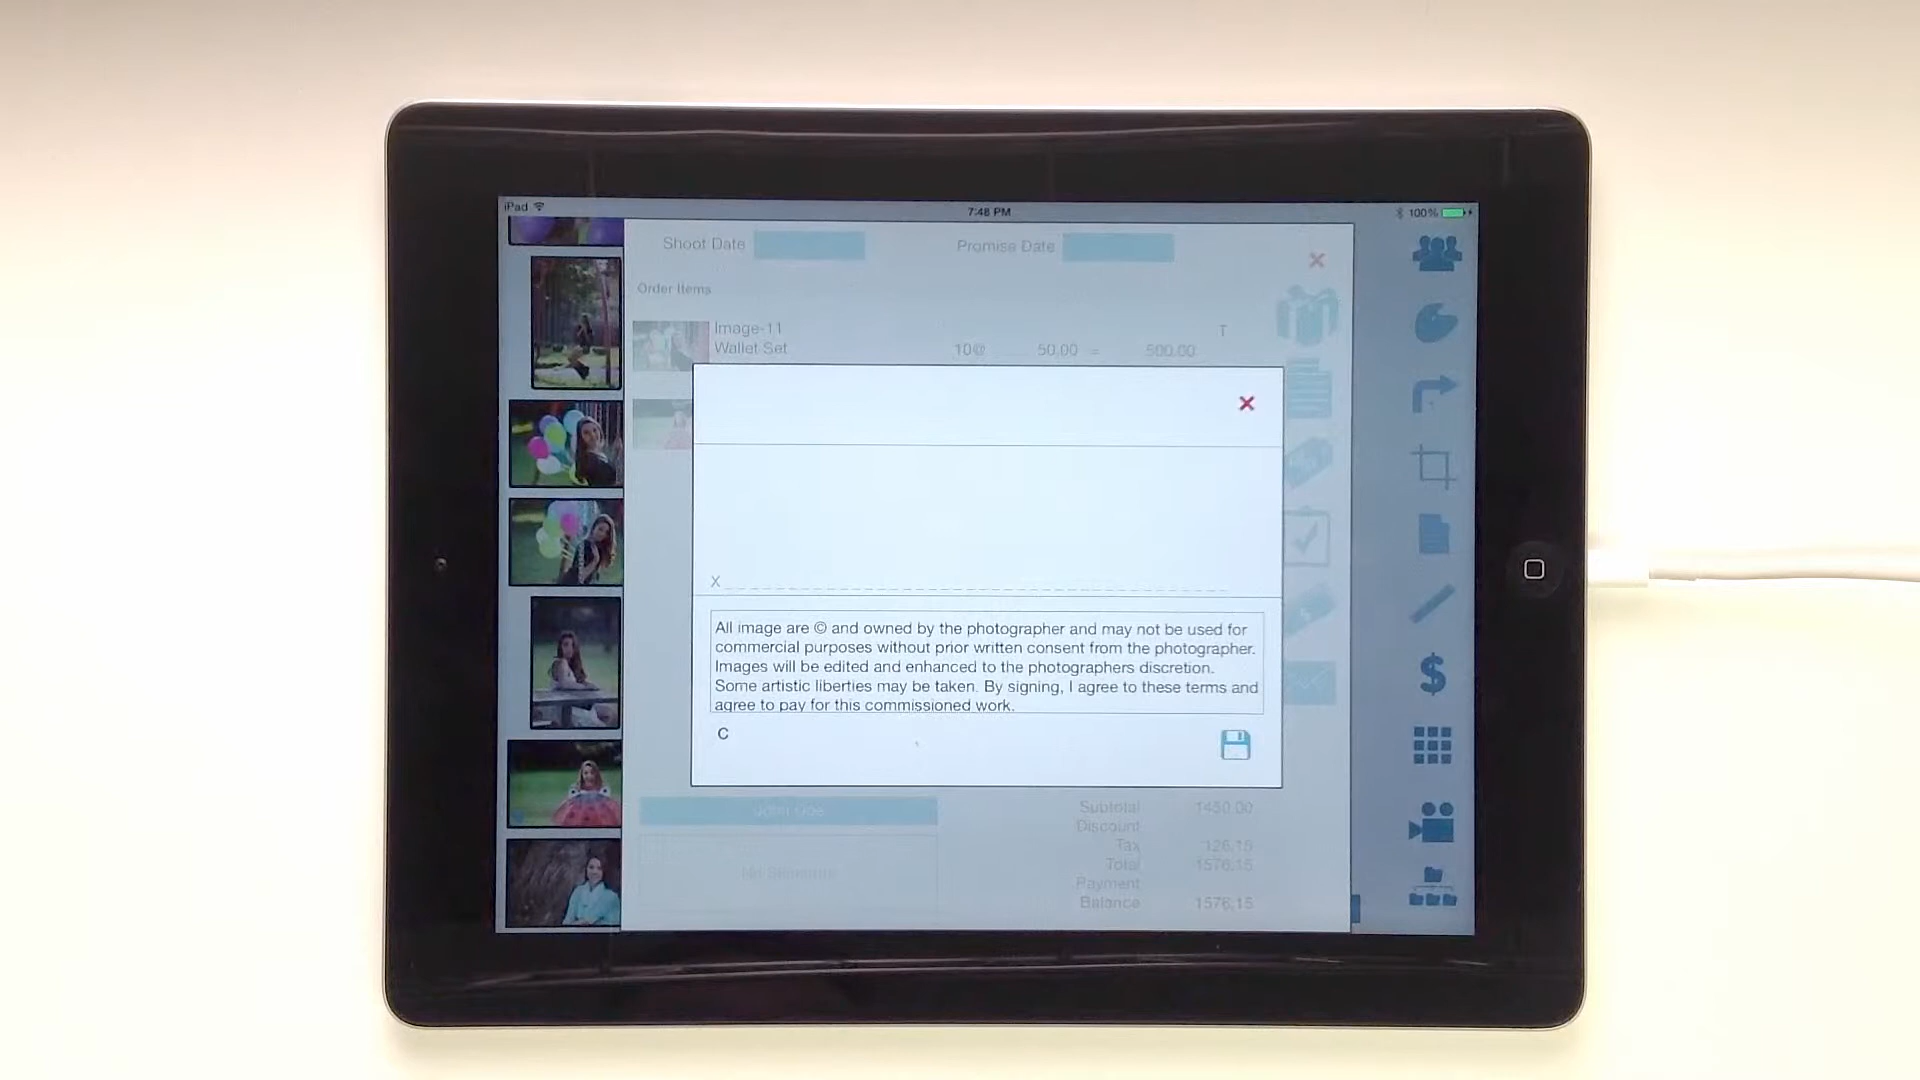 iPad
7:48 PM
100%
Shoot Date
Promise Date
Order Items
Image-11
T
Wallet Set
10@ 50.00 = 500.00
X
All image are © and owned by the photographer and may not be used for
commercial purposes without prior written consent from the photographer.
Images will be edited and enhanced to the photographers discretion.
Some artistic liberties may be taken. By signing, I agree to these terms and
agree to pay for this commissioned work.
C
Subtotal 1450.00
Discount
Tax 126.15
Total 1576.15
Payment
Balance 1576.15